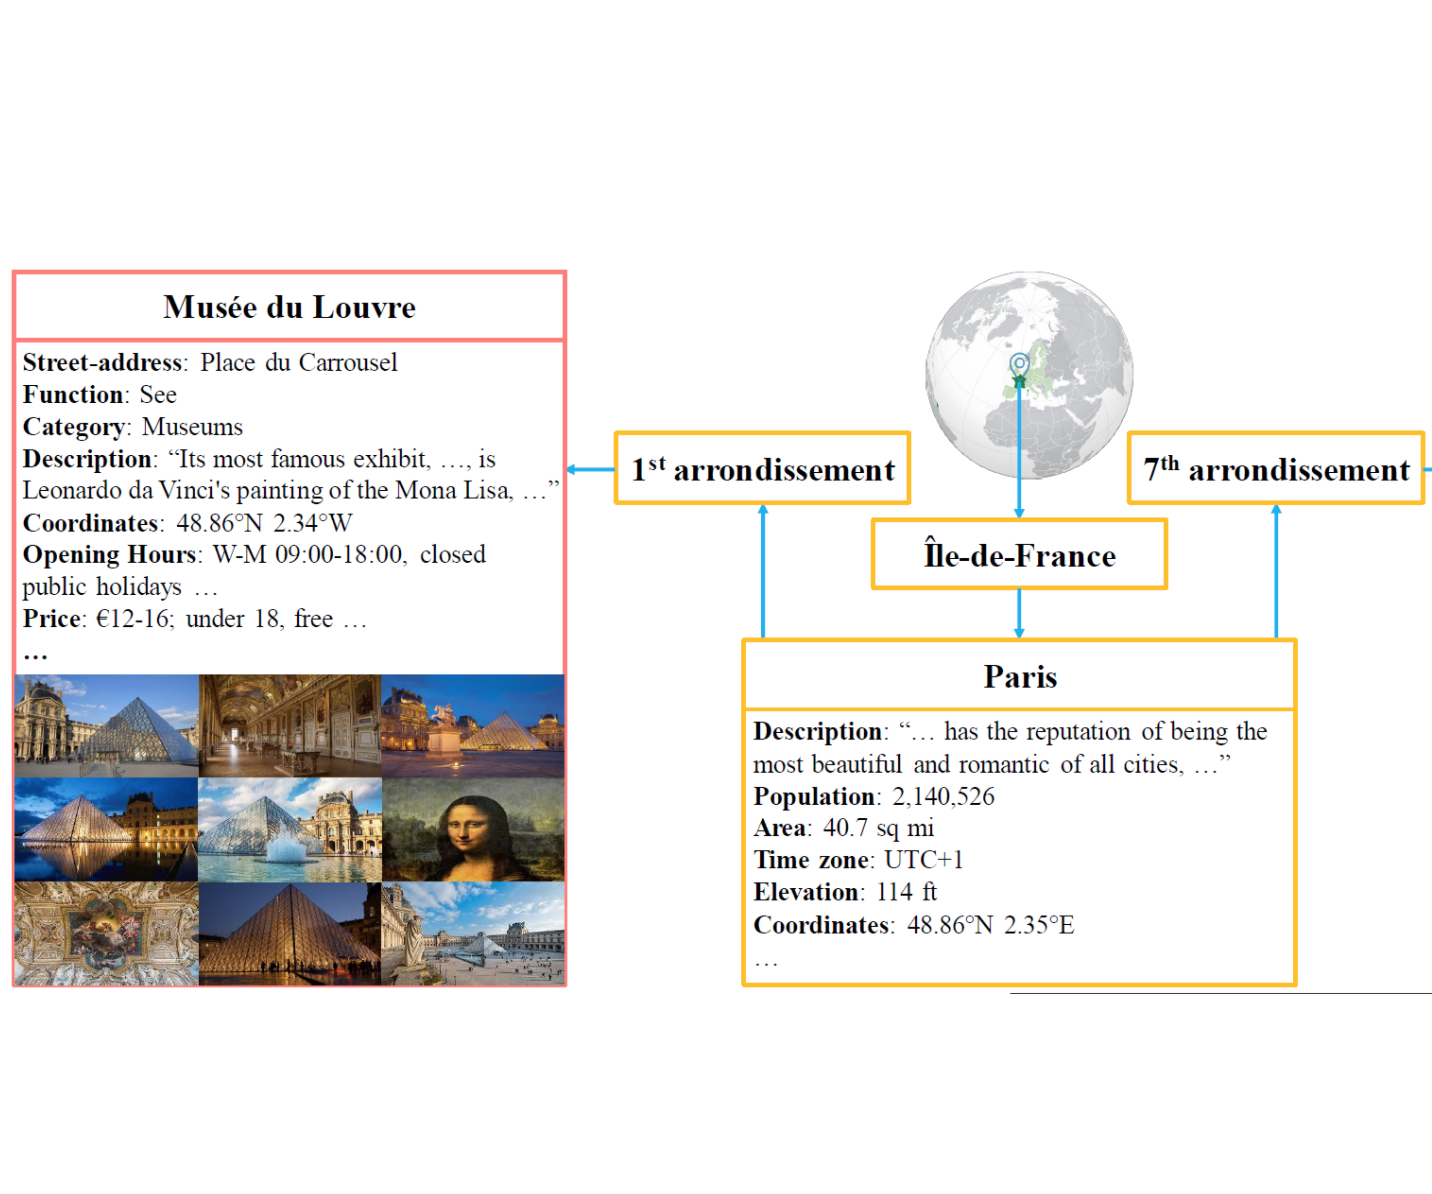 Musée du Louvre
Street-address: Place du Carrousel
Function: See
Category: Museums
Description: “Its most famous exhibit, …, is
Leonardo da Vinci's painting of the Mona Lisa, …”
Coordinates: 48.86°N 2.34°W
Opening Hours: W-M 09:00-18:00, closed
public holidays …
Price: €12-16; under 18, free …
…
1st arrondissement
7th arrondissement
Île-de-France
Paris
Description: “… has the reputation of being the
most beautiful and romantic of all cities, …”
Population: 2,140,526
Area: 40.7 sq mi
Time zone: UTC+1
Elevation: 114 ft
Coordinates: 48.86°N 2.35°E
…